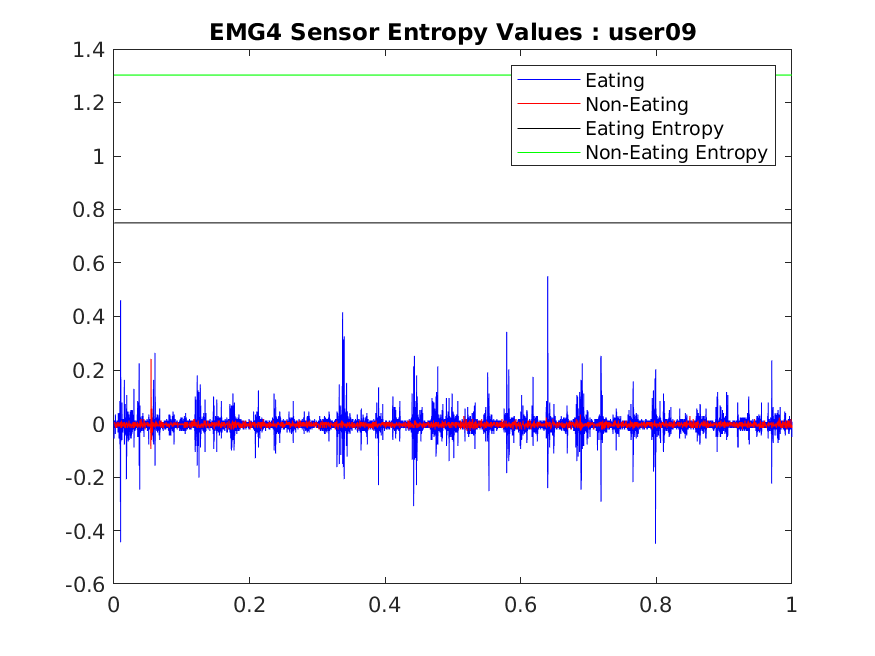 EMG4 Sensor Entropy Values : user09
1.4
Eating
Non-Eating
Eating Entropy
Non-Eating Entropy
1.2
1
0.8
0.6
0.4
0.2
0
-0.2
-0.4
-0.6
0 0.2 0.4 0.6 0.8 1